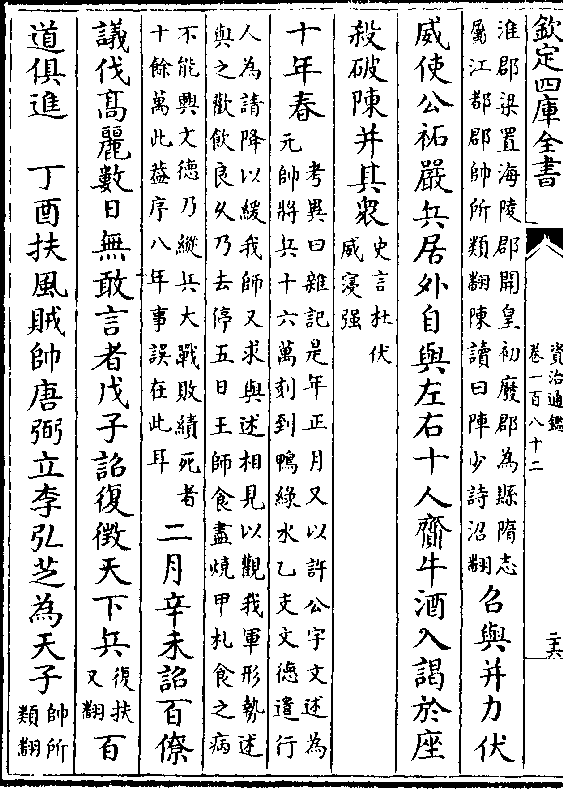 欽定四庫全書
資治通鑑
卷一百八十二
二十六
淮郡梁置海陵郡開皇初廢郡為縣隋志
屬江都郡帥所類翻陳讀曰陣少詩沼翻
召與并力伏
威使公祏嚴兵居外自與左右十人齎牛酒入謁於座
殺破陳并其衆
史言杜伏
威寖强
十年春
考異曰雜記是年正月又以許公宇文述為
元帥將兵十六萬刻到鴨綠水乙支文德遣行
人為請降以緩我師又求與述相見以觀我軍形勢述
與之歡飲良久乃去停五日王師食盡燒甲札食之病
不能興文德乃縱兵大戰敗績死者
十餘萬此蓋序八年事誤在此耳
二月辛未詔百僚
議伐髙麗數日無敢言者戊子詔復徴天下兵
復扶
又翻
百
道俱進
丁酉扶風賊帥唐弼立李弘芝為天子
帥所
類翻